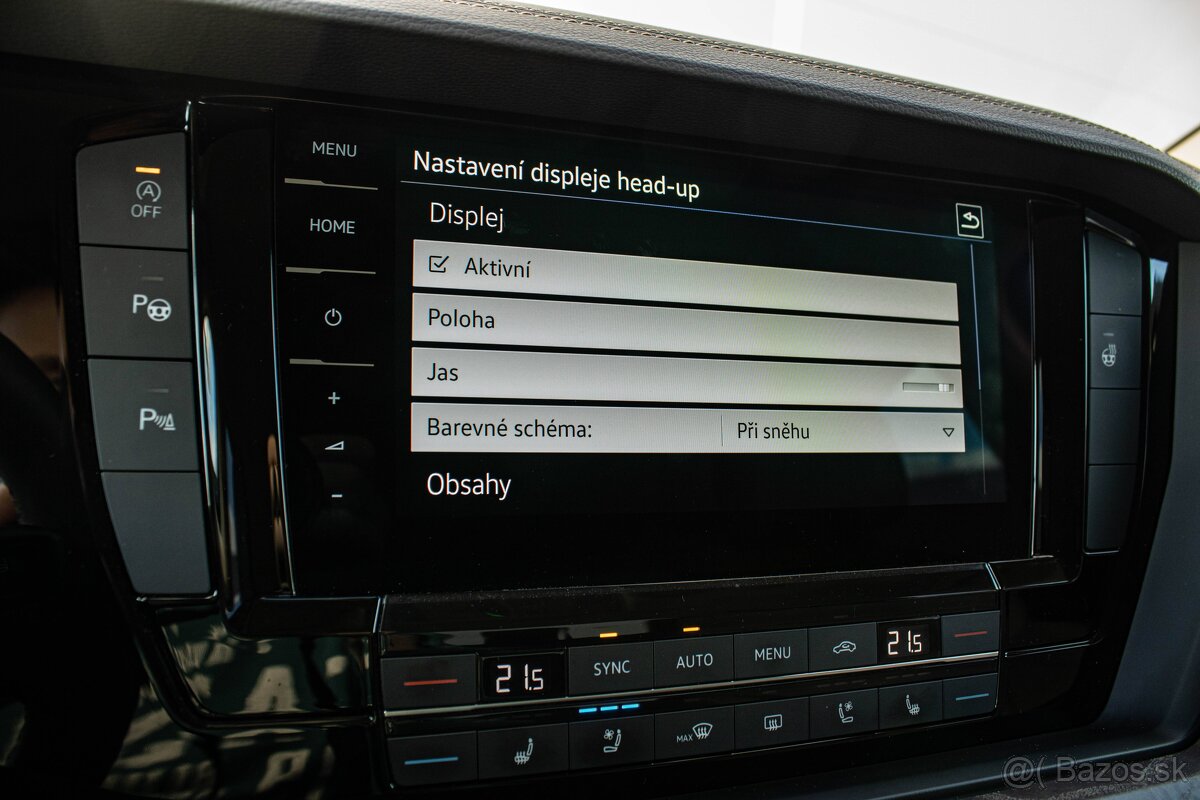 MENU
HOME
+
-
A
OFF
P
P
Nastavení displeje head-up
Displej
Aktivní
Poloha
Jas
Barevné schéma: Při sněhu
Obsahy
21.5 SYNC AUTO MENU 21.5
MAX
@( Bazos.sk